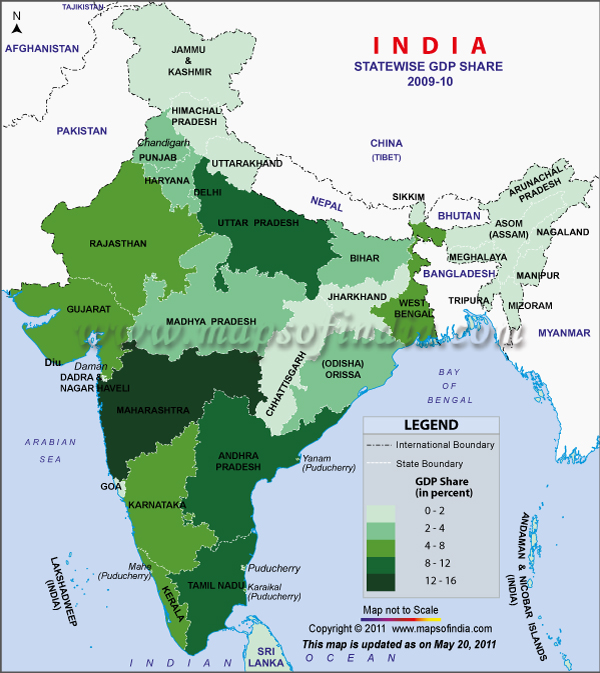 TAJIKISTAN
N
AFGHANISTAN
JAMMU
&
KASHMIR
INDIA
STATEWISE GDP SHARE
2009-10
HIMACHAL
PRADESH
PAKISTAN
Chandigarh
PUNJAB
CHINA
(TIBET)
UTTARAKHAND
HARYANA
DELHI
NEPAL
SIKKIM
ARUNACHAL
PRADESH
BHUTAN
RAJASTHAN
UTTAR PRADESH
ASOM
(ASSAM)
NAGALAND
BIHAR
MEGHALAYA
BANGLADESH
MANIPUR
GUJARAT
JHARKHAND
WEST
BENGAL
TRIPURA
MIZORAM
MADHYA PRADESH
www.mapsofindia.com
MYANMAR
Diu
Daman
DADRA &
NAGAR HAVELI
CHHATTISGARH
(ODISHA)
ORISSA
BAY
OF
BENGAL
MAHARASHTRA
ARABIAN
SEA
ANDHRA
PRADESH
Yanam
(Puducherry)
GOA
KARNATAKA
LEGEND
International Boundary
State Boundary
GDP Share
(in percent)
0 - 2
2 - 4
4 - 8
8 - 12
12 - 16
LAKSHADWEEP
(INDIA)
Mahe
(Puducherry)
Puducherry
TAMIL NADU
Karaikal
(Puducherry)
KERALA
ANDAMAN & NICOBAR ISLANDS
(INDIA)
Map not to Scale
Copyright © 2011 www.mapsofindia.com
This map is updated as on May 20, 2011
SRI
LANKA
INDIAN OCEAN